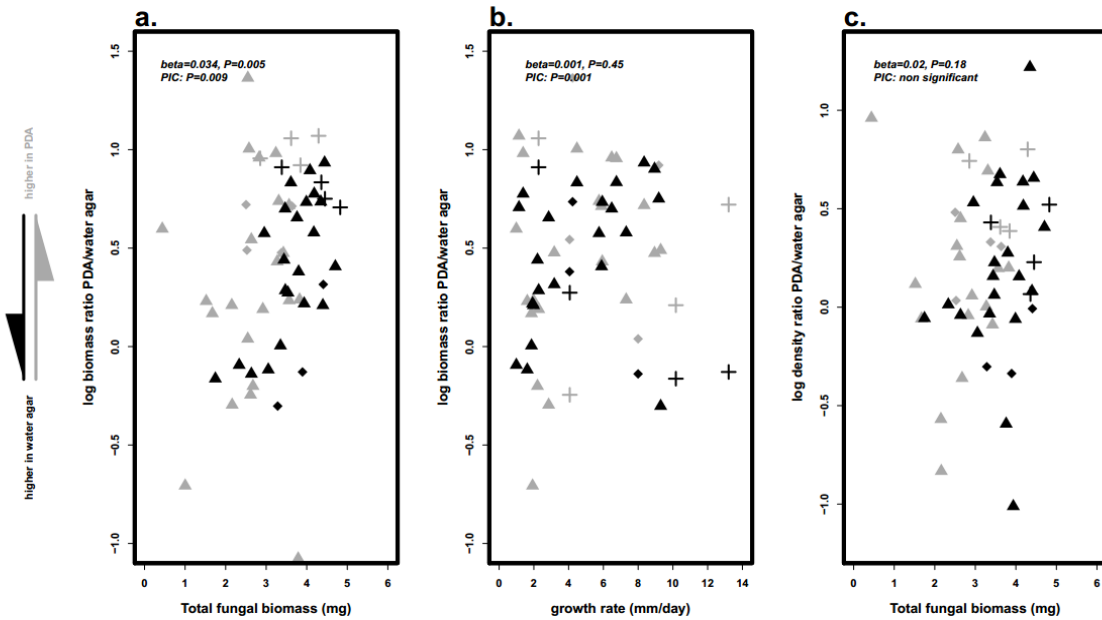 a.
b.
c.
higher in PDA
higher in water agar
log biomass ratio PDA/water agar
1.5
1.0
0.5
0.0
−0.5
−1.0
beta=0.034, P=0.005
PIC: P=0.009
0 1 2 3 4 5 6
Total fungal biomass (mg)
log biomass ratio PDA/water agar
1.5
1.0
0.5
0.0
−0.5
−1.0
beta=0.001, P=0.45
PIC: P=0.001
0 2 4 6 8 10 12 14
growth rate (mm/day)
log density ratio PDA/water agar
1.0
0.5
0.0
−0.5
−1.0
beta=0.02, P=0.18
PIC: non significant
0 1 2 3 4 5 6
Total fungal biomass (mg)